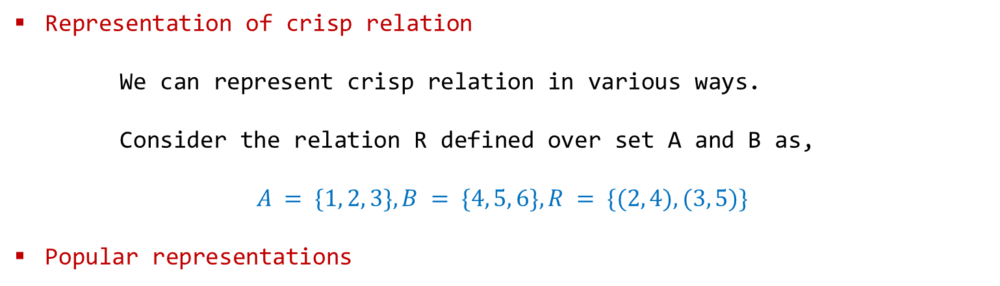 ▪ Representation of crisp relation
We can represent crisp relation in various ways.
Consider the relation R defined over set A and B as,
A = {1, 2, 3}, B = {4, 5, 6}, R = {(2, 4), (3, 5)}
▪ Popular representations